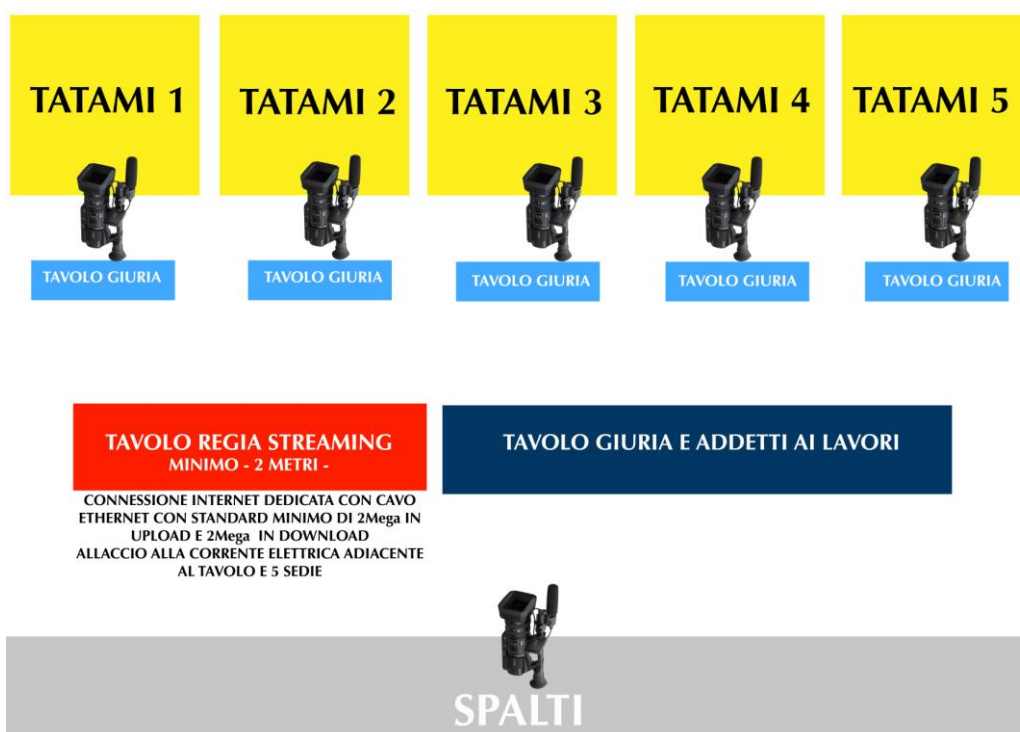 TATAMI 1
TATAMI 2
TATAMI 3
TATAMI 4
TATAMI 5
TAVOLO GIURIA
TAVOLO GIURIA
TAVOLO GIURIA
TAVOLO GIURIA
TAVOLO GIURIA
TAVOLO REGIA STREAMING
MINIMO - 2 METRI -
TAVOLO GIURIA E ADDETTI AI LAVORI
CONNESSIONE INTERNET DEDICATA CON CAVO
ETHERNET CON STANDARD MINIMO DI 2Mega IN
UPLOAD E 2Mega IN DOWNLOAD
ALLACCIO ALLA CORRENTE ELETTRICA ADIACENTE
AL TAVOLO E 5 SEDIE
SPALTI